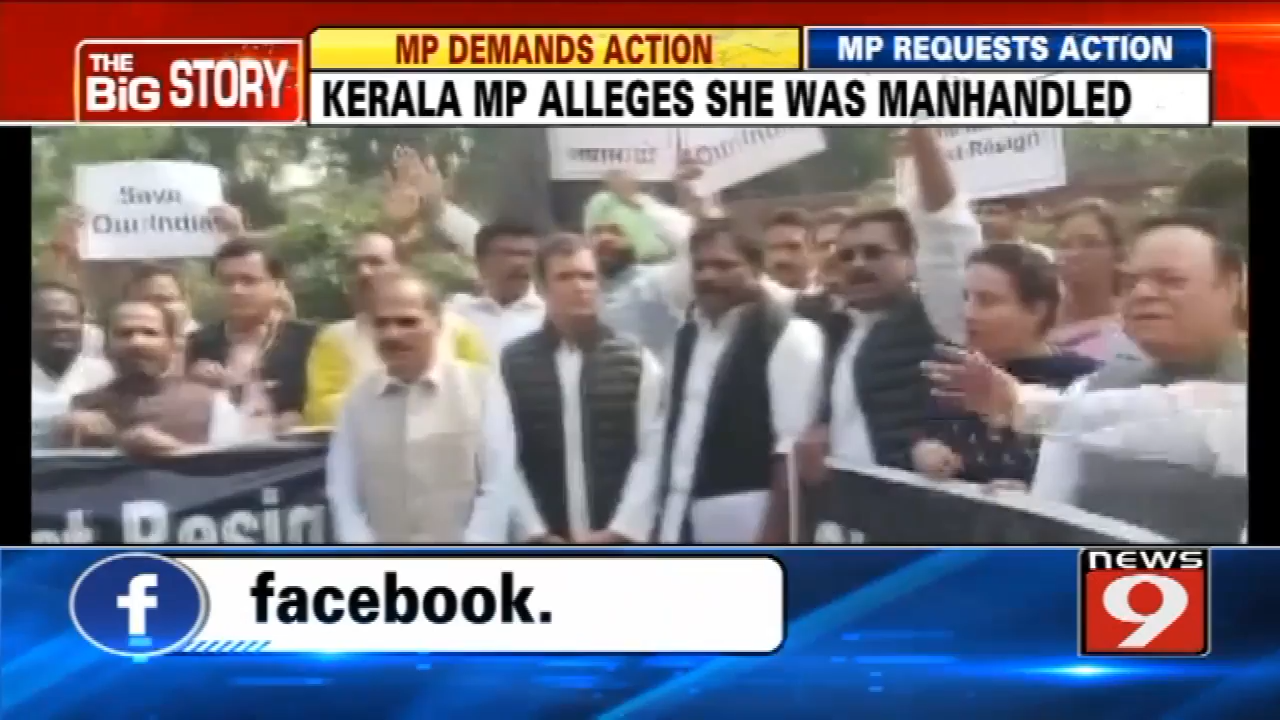 MP DEMANDS ACTION
MP REQUESTS ACTION
THE
BiG STORY
KERALA MP ALLEGES SHE WAS MANHANDLED
Save
Our India
Our
Resign
Resign
f facebook.
NEWS
9